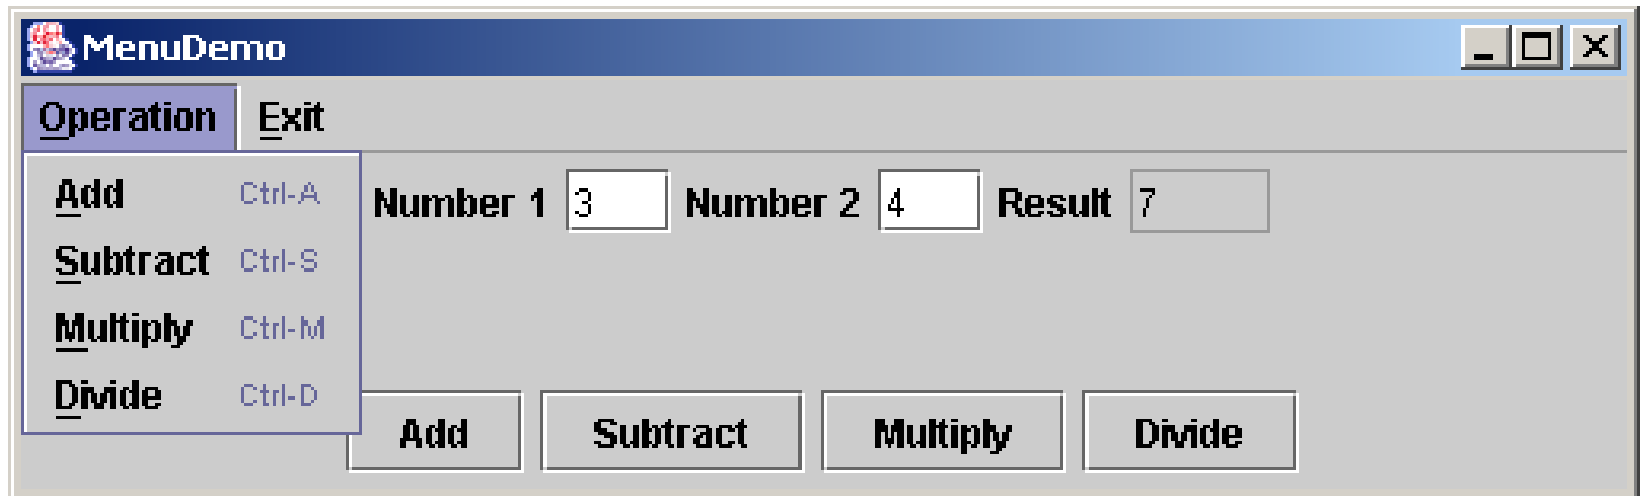 MenuDemo
Operation Exit
Add Ctrl-A
Subtract Ctrl-S
Multiply Ctrl-M
Divide Ctrl-D
Number 1 3 Number 2 4 Result 7
Add Subtract Multiply Divide